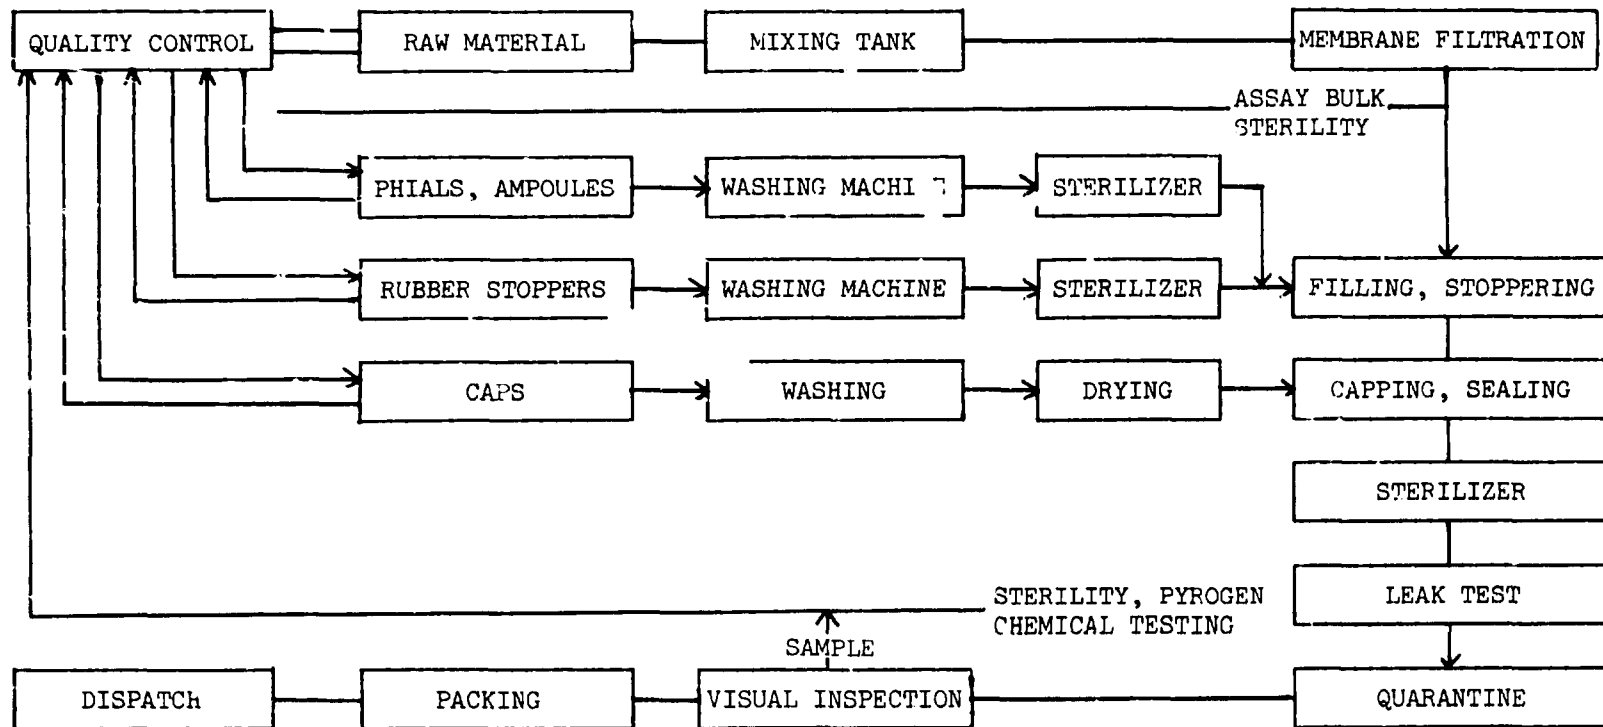 QUALITY CONTROL
RAW MATERIAL
MIXING TANK
MEMBRANE FILTRATION
ASSAY BULK
STERILITY
PHIALS, AMPOULES
WASHING MACHI
STERILIZER
RUBBER STOPPERS
WASHING MACHINE
STERILIZER
FILLING, STOPPERING
CAPS
WASHING
DRYING
CAPPING, SEALING
STERILIZER
LEAK TEST
STERILITY, PYROGEN
CHEMICAL TESTING
SAMPLE
DISPATCH
PACKING
VISUAL INSPECTION
QUARANTINE